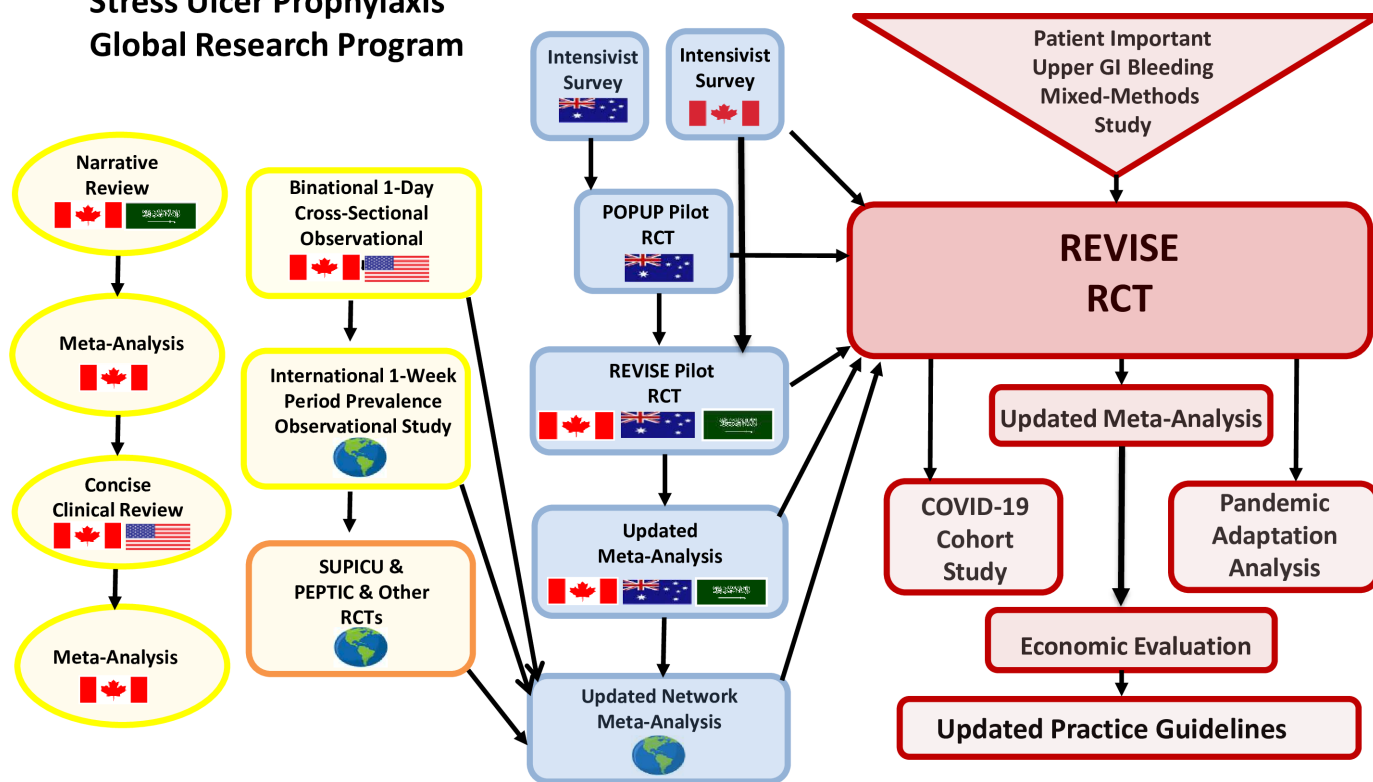 Stress Ulcer Prophylaxis
Global Research Program
Narrative
Review
Meta-Analysis
Concise
Clinical Review
Meta-Analysis
Binational 1-Day
Cross-Sectional
Observational
International 1-Week
Period Prevalence
Observational Study
SUPICU &
PEPTIC & Other
RCTs
Intensivist
Survey
Intensivist
Survey
POPUP Pilot
RCT
REVISE Pilot
RCT
Updated
Meta-Analysis
Updated Network
Meta-Analysis
Patient Important
Upper GI Bleeding
Mixed-Methods
Study
REVISE
RCT
Updated Meta-Analysis
COVID-19
Cohort
Study
Pandemic
Adaptation
Analysis
Economic Evaluation
Updated Practice Guidelines